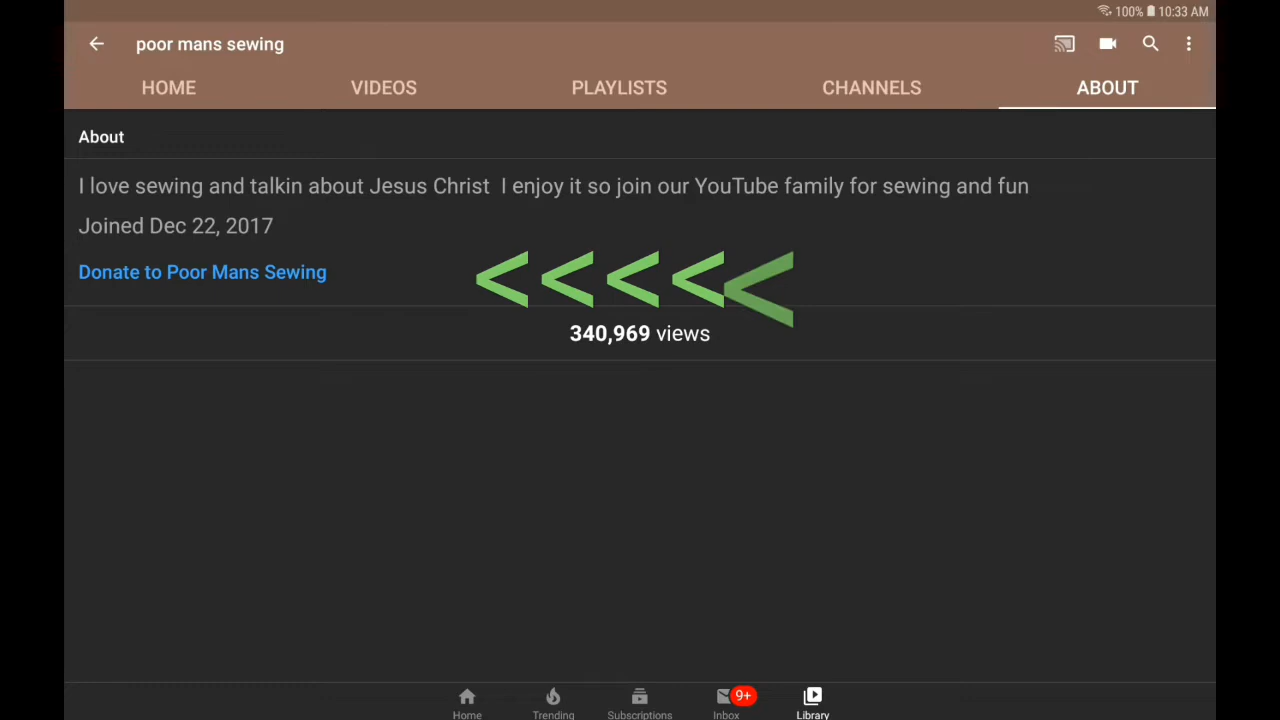 100% 10:33 AM
poor mans sewing
HOME VIDEOS PLAYLISTS CHANNELS ABOUT
About
I love sewing and talkin about Jesus Christ  I enjoy it so join our YouTube family for sewing and fun
Joined Dec 22, 2017
Donate to Poor Mans Sewing
<<<<<
340,969 views
9+
Home Trending Subscriptions Inbox Library